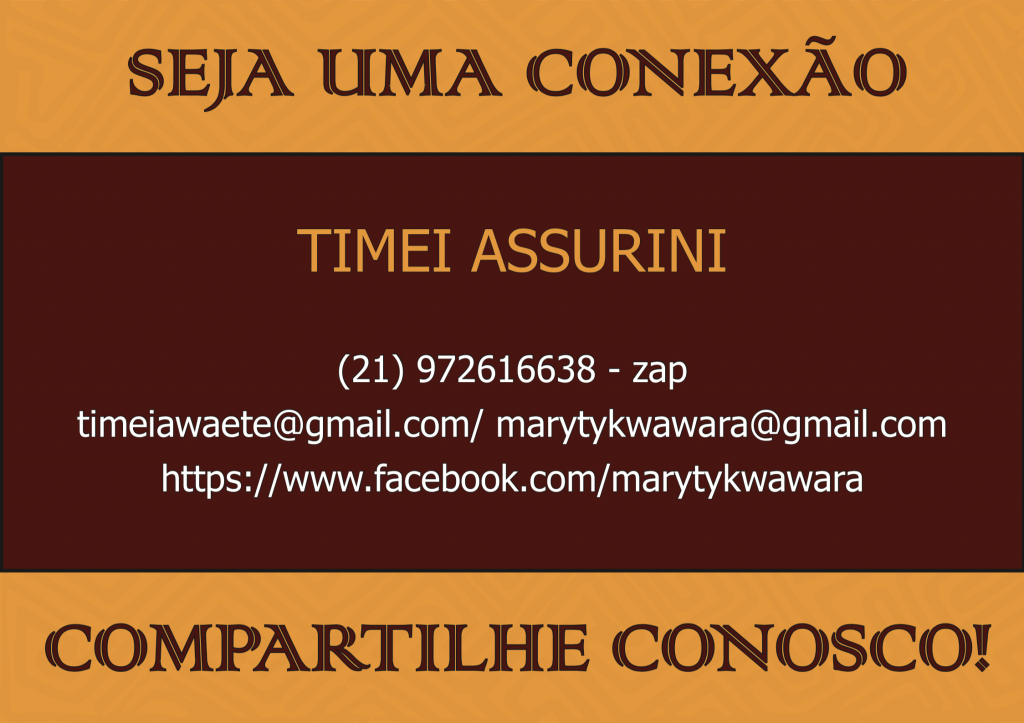 SEJA UMA CONEXÃO
TIMEI ASSURINI
(21) 972616638 - zap
timeiawaete@gmail.com/ marytykwawara@gmail.com
https://www.facebook.com/marytykwawara
COMPARTILHE CONOSCO!